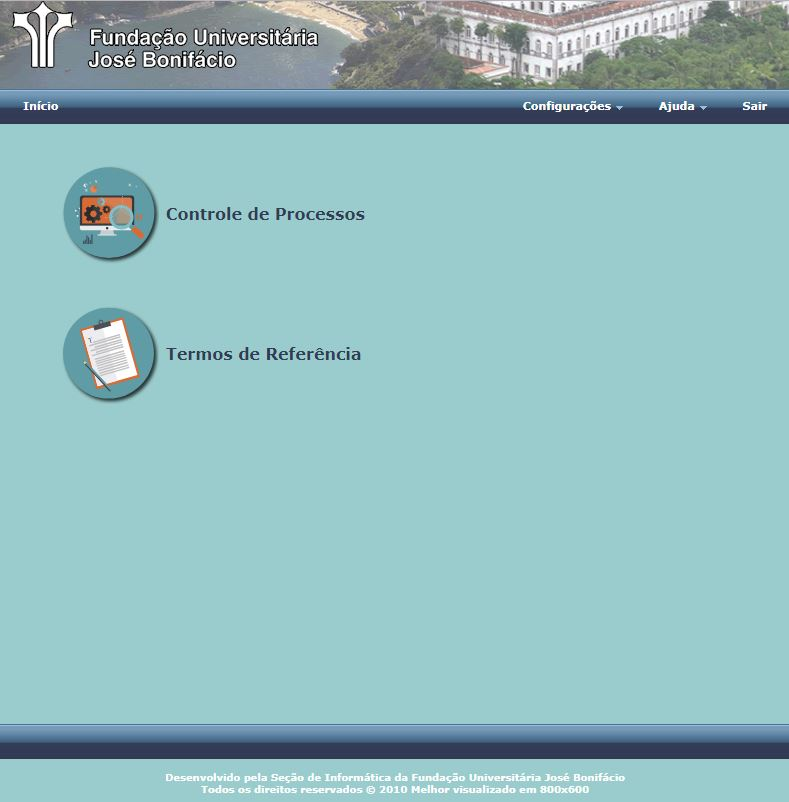 Fundação Universitária
José Bonifácio
Início
Configurações
Ajuda
Sair
Controle de Processos
Termos de Referência
Desenvolvido pela Seção de Informática da Fundação Universitária José Bonifácio
Todos os direitos reservados © 2010 Melhor visualizado em 800x600